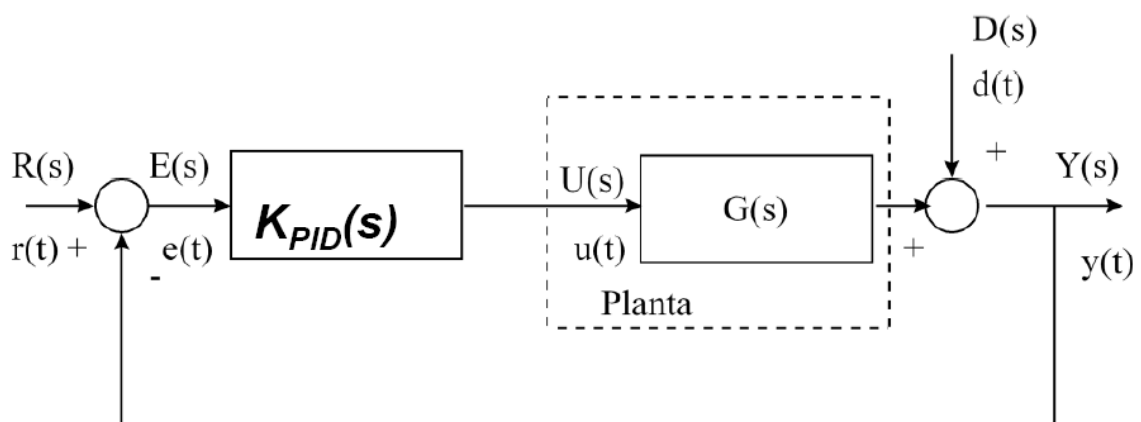 D(s)
d(t)
R(s) E(s) U(s) G(s) + Y(s)
K_PID(s)
r(t) + e(t) u(t) + y(t)
-
Planta